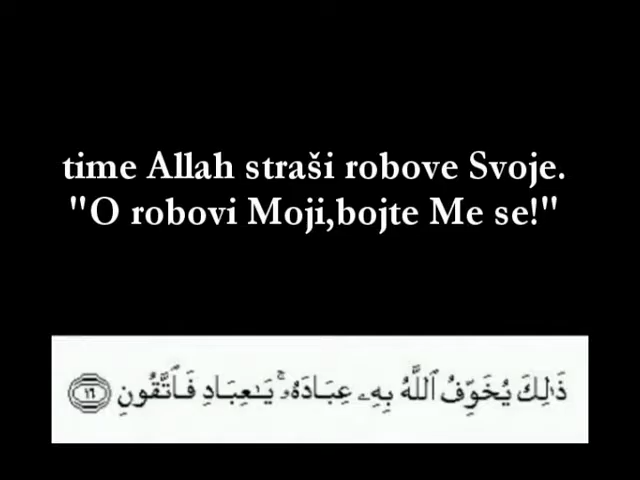 time Allah straši robove Svoje.
"O robovi Moji,bojte Me se!"
ذَٰلِكَ يُخَوِّفُ ٱللَّهُ بِهِۦ عِبَادَهُۥ ۚ يَـٰعِبَادِ فَٱتَّقُونِ ١٦